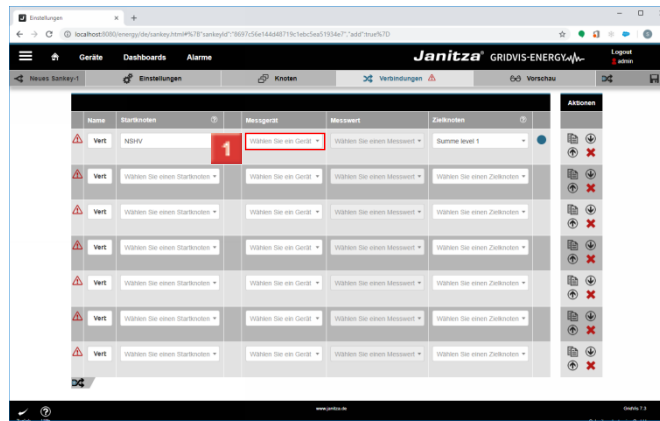 Einstellungen
localhost:8080/energy/de/sankey.html#%7B"sankeyId":"8697c56e144d48719c1ebc5ea51934e7","add":true%7D
Geräte Dashboards Alarme Janitza® GRIDVIS-ENERGY Logout
admin
Neues Sankey-1 Einstellungen Knoten Verbindungen Vorschau
Aktionen
Name Startknoten Messgerät Messwert Zielknoten
Vert NSHV 1 Wählen Sie ein Gerät Wählen Sie einen Messwert Summe level 1
Vert Wählen Sie einen Startknoten Wählen Sie ein Gerät Wählen Sie einen Messwert Wählen Sie einen Zielknoten
Vert Wählen Sie einen Startknoten Wählen Sie ein Gerät Wählen Sie einen Messwert Wählen Sie einen Zielknoten
Vert Wählen Sie einen Startknoten Wählen Sie ein Gerät Wählen Sie einen Messwert Wählen Sie einen Zielknoten
Vert Wählen Sie einen Startknoten Wählen Sie ein Gerät Wählen Sie einen Messwert Wählen Sie einen Zielknoten
Vert Wählen Sie einen Startknoten Wählen Sie ein Gerät Wählen Sie einen Messwert Wählen Sie einen Zielknoten
Vert Wählen Sie einen Startknoten Wählen Sie ein Gerät Wählen Sie einen Messwert Wählen Sie einen Zielknoten
www.janitza.de GridVis 7.3